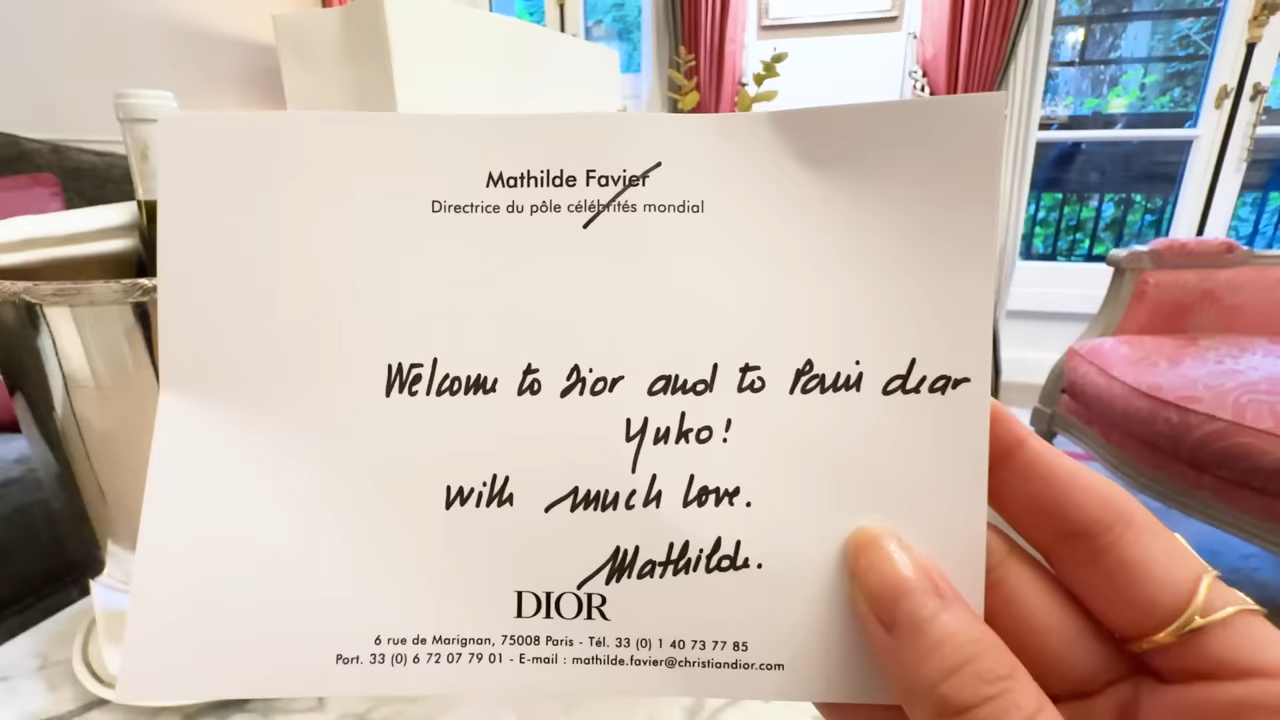 Mathilde Favier
Directrice du pôle célébrités mondial
Welcome to Dior and to Paris dear
Yuko!
with much love.
Mathilde.
DIOR
6 rue de Marignan, 75008 Paris - Tél. 33 (0) 1 40 73 77 85
Port. 33 (0) 6 72 07 79 01 - E-mail : mathilde.favier@christiandior.com